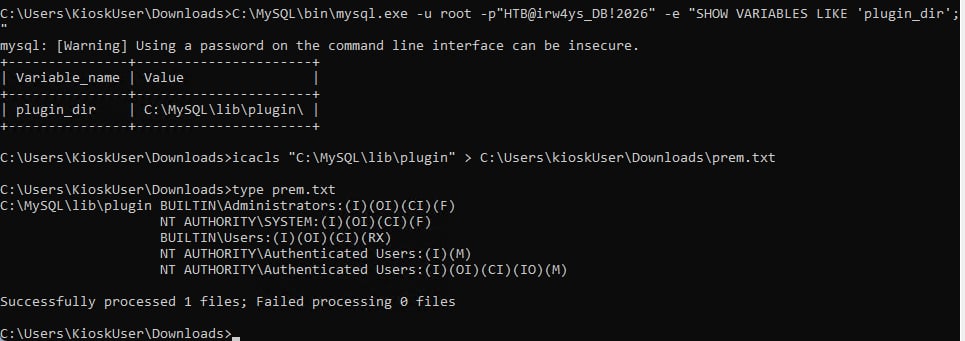 C:\Users\KioskUser\Downloads>C:\MySQL\bin\mysql.exe -u root -p"HTB@irw4ys_DB!2026" -e "SHOW VARIABLES LIKE 'plugin_dir';
"
mysql: [Warning] Using a password on the command line interface can be insecure.
+---------------+----------------------+
| Variable_name | Value                |
+---------------+----------------------+
| plugin_dir    | C:\MySQL\lib\plugin\ |
+---------------+----------------------+
C:\Users\KioskUser\Downloads>icacls "C:\MySQL\lib\plugin" > C:\Users\kioskUser\Downloads\prem.txt
C:\Users\KioskUser\Downloads>type prem.txt
C:\MySQL\lib\plugin BUILTIN\Administrators:(I)(OI)(CI)(F)
                    NT AUTHORITY\SYSTEM:(I)(OI)(CI)(F)
                    BUILTIN\Users:(I)(OI)(CI)(RX)
                    NT AUTHORITY\Authenticated Users:(I)(M)
                    NT AUTHORITY\Authenticated Users:(I)(OI)(CI)(IO)(M)
Successfully processed 1 files; Failed processing 0 files
C:\Users\KioskUser\Downloads>